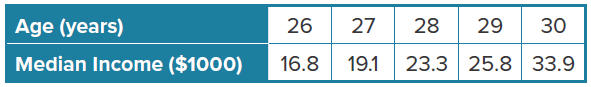 Age (years) 26 27 28 29 30
Median Income ($1000) 16.8 19.1 23.3 25.8 33.9